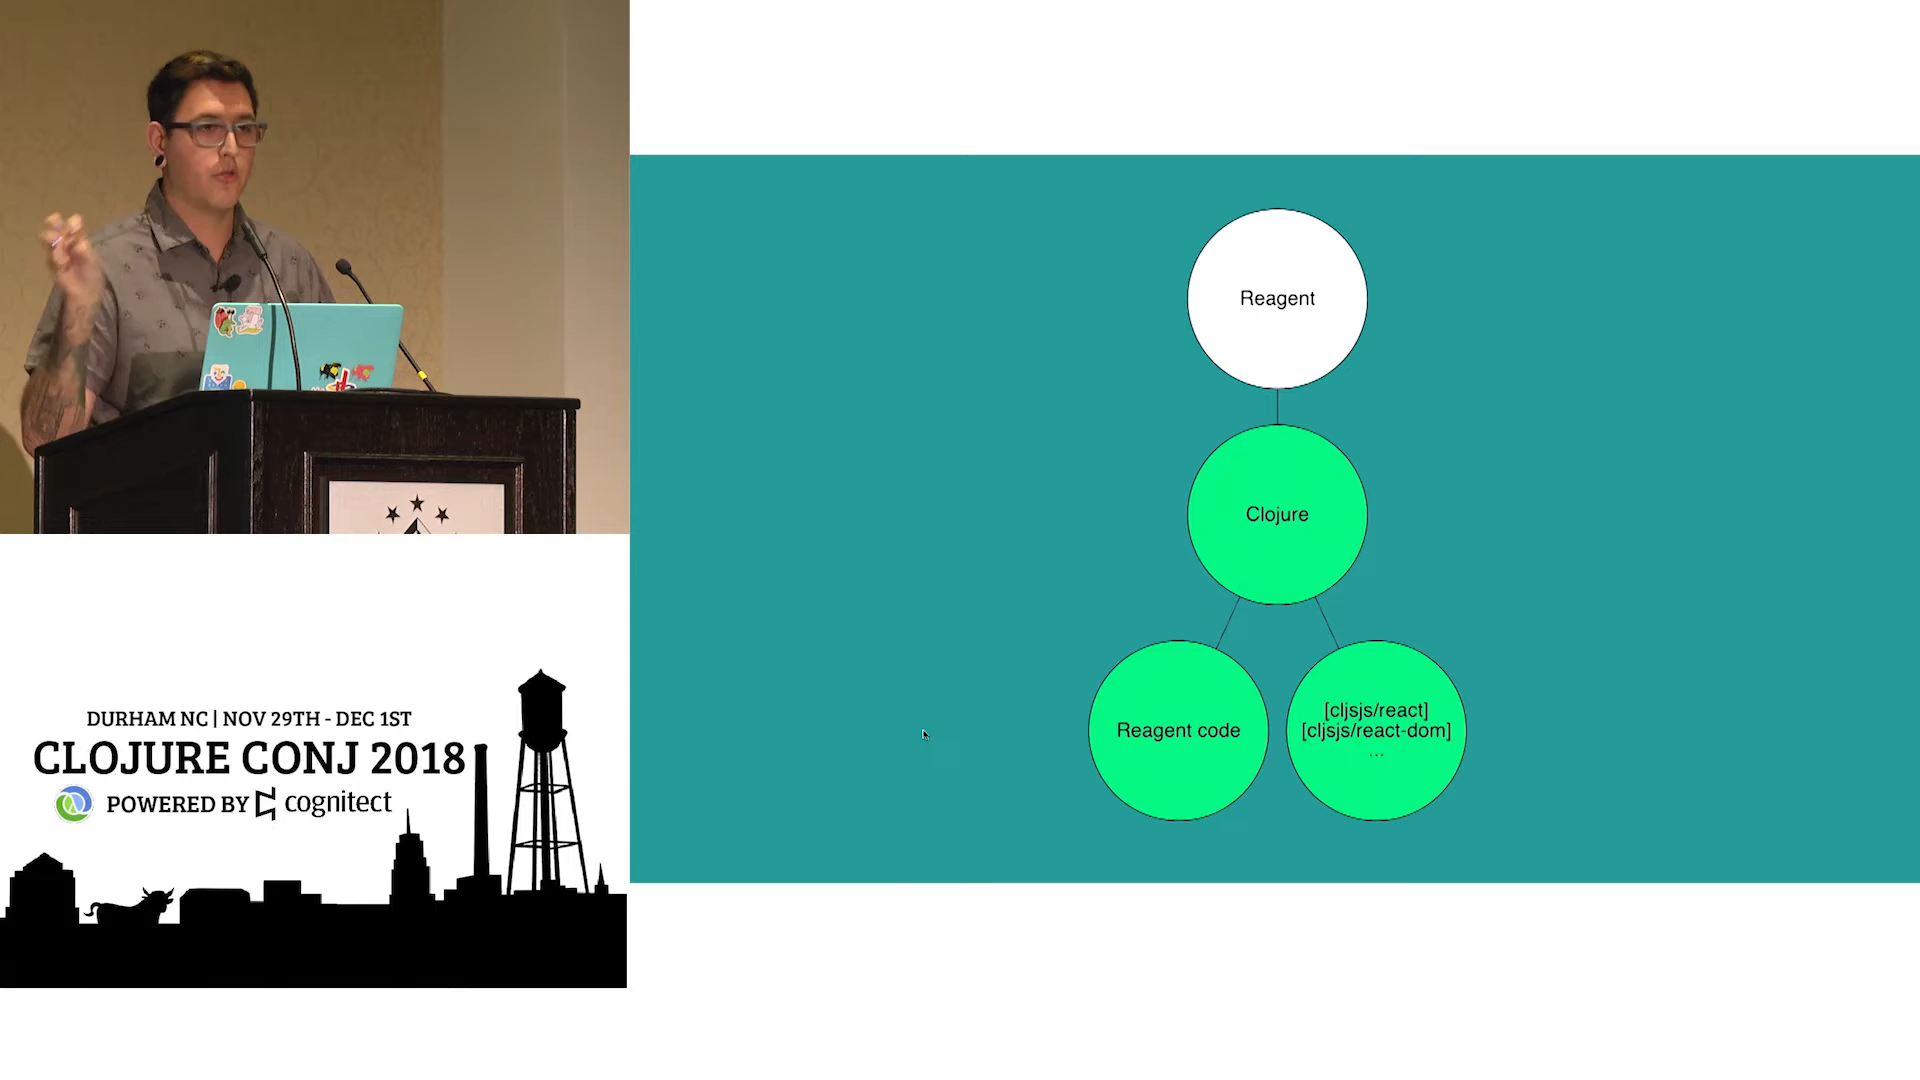 Reagent
Clojure
Reagent code
[cljsjs/react]
[cljsjs/react-dom]
...
DURHAM NC | NOV 29TH - DEC 1ST
CLOJURE CONJ 2018
POWERED BY cognitect